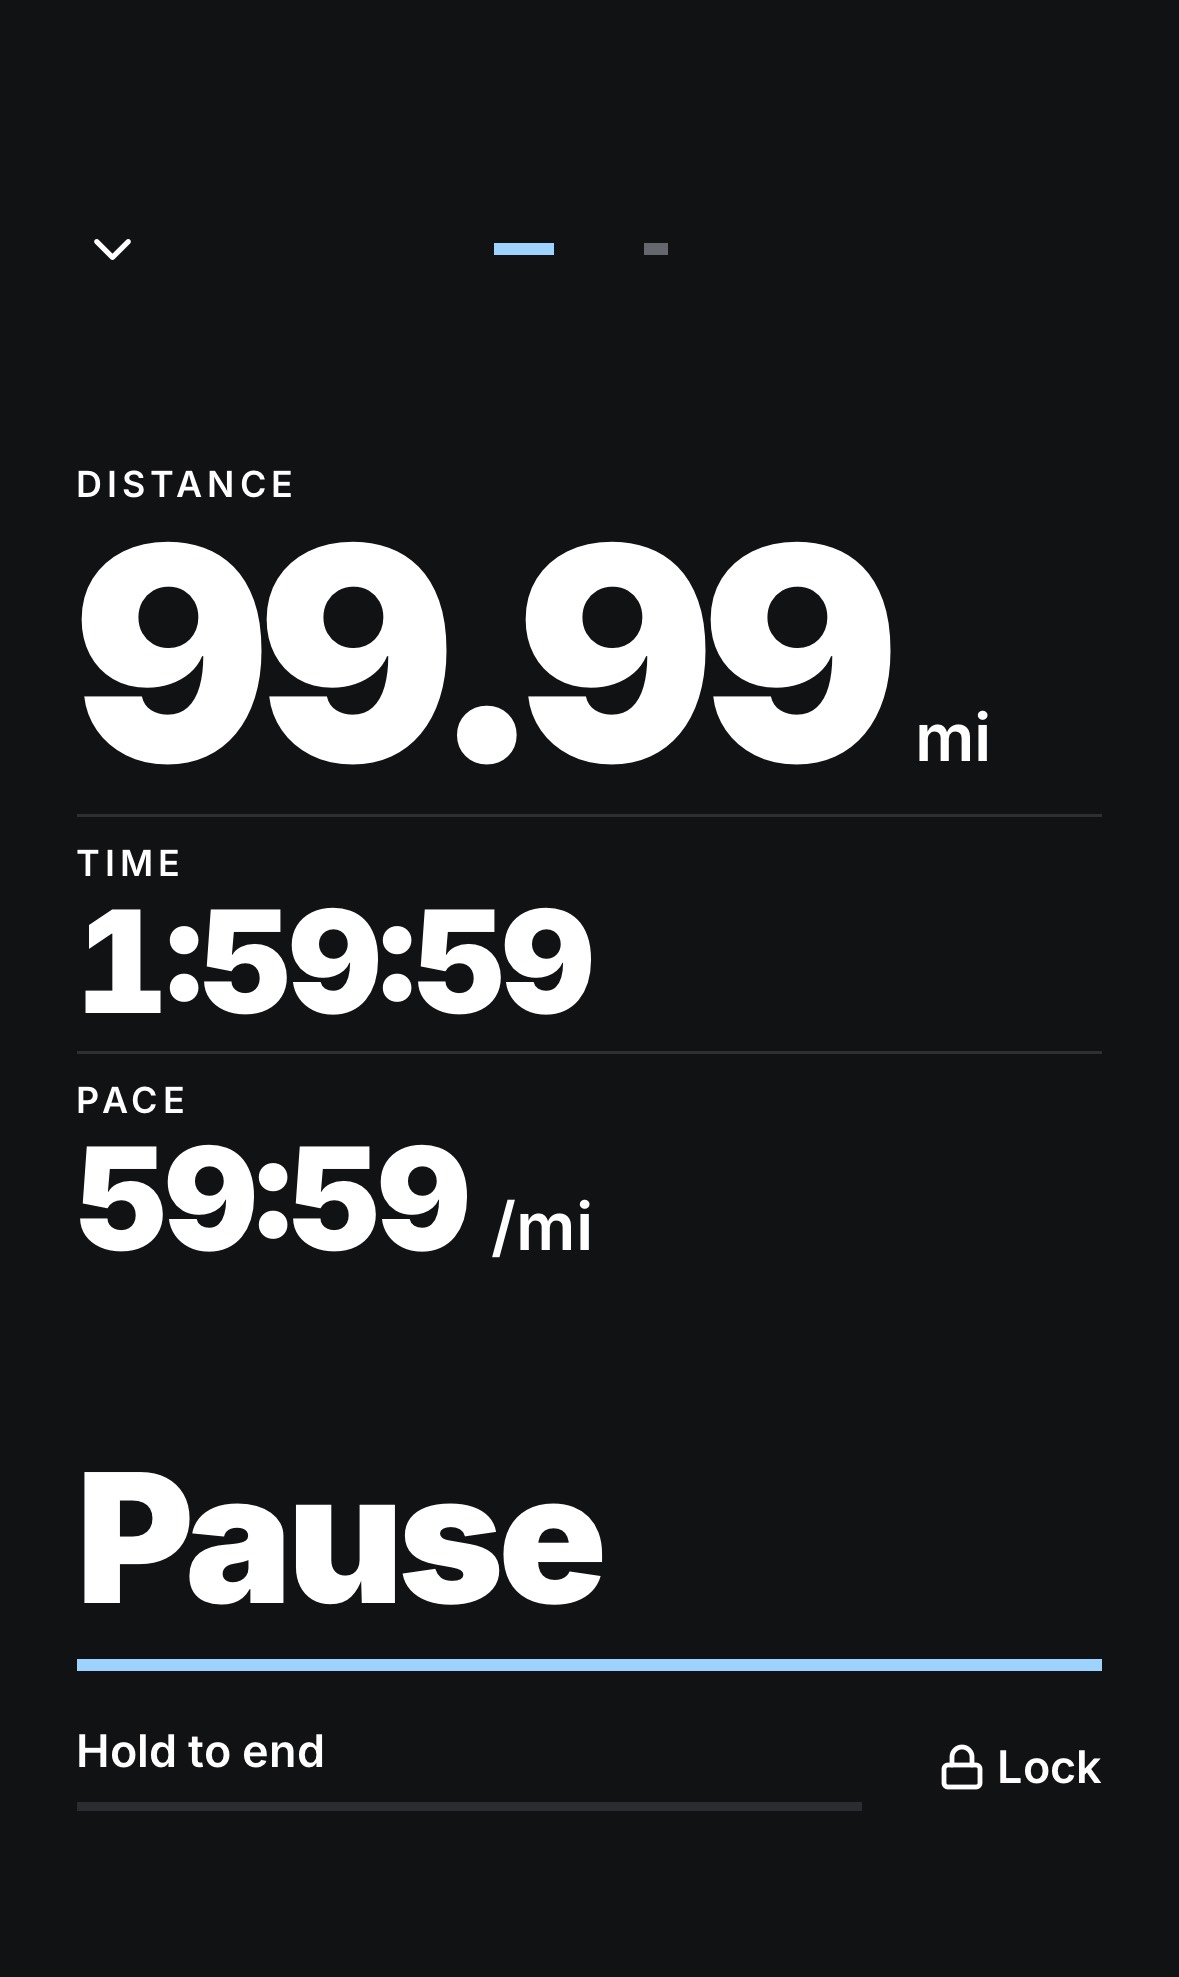 DISTANCE
99.99 mi
TIME
1:59:59
PACE
59:59 /mi
Pause
Hold to end
Lock